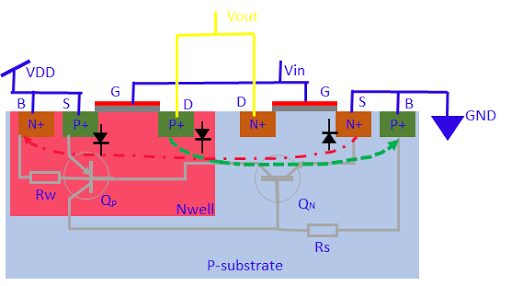 Vout
VDD
Vin
B S G D D G S B
GND
N+ P+ P+ N+ N+ P+
Rw
QP
QN
Nwell
Rs
P-substrate